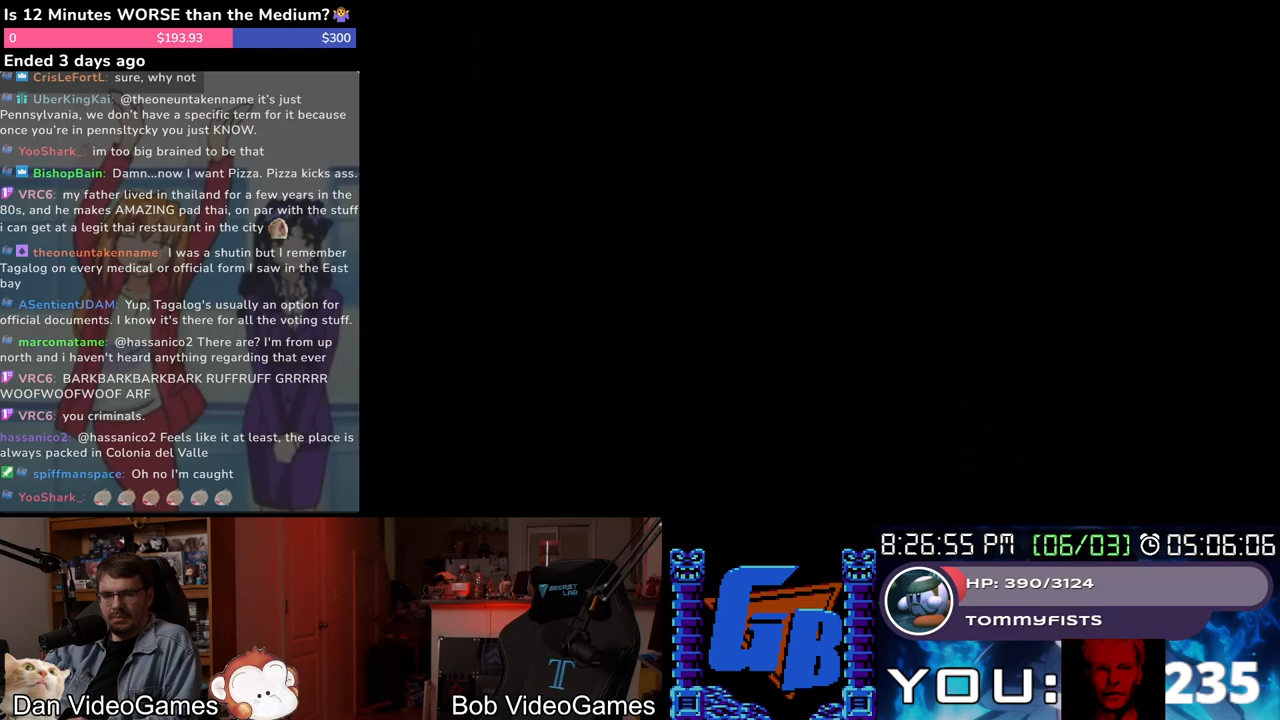 Is 12 Minutes WORSE than the Medium?🤷‍♀️
0 $193.93 $300
Ended 3 days ago
CrisLeFortL: sure, why not
UberKingKai: @theoneuntakenname it's just
Pennsylvania, we don't have a specific term for it because
once you're in pennsltycky you just KNOW.
YooShark_: im too big brained to be that
BishopBain: Damn...now I want Pizza. Pizza kicks ass.
VRC6: my father lived in thailand for a few years in the
80s, and he makes AMAZING pad thai, on par with the stuff
i can get at a legit thai restaurant in the city
theoneuntakenname: I was a shutin but I remember
Tagalog on every medical or official form I saw in the East
bay
ASentientJDAM: Yup, Tagalog's usually an option for
official documents. I know it's there for all the voting stuff.
marcomatame: @hassanico2 There are? I'm from up
north and i haven't heard anything regarding that ever
VRC6: BARKBARKBARKBARK RUFFRUFF GRRRRR
WOOFWOOFWOOF ARF
VRC6: you criminals.
hassanico2: @hassanico2 Feels like it at least, the place is
always packed in Colonia del Valle
spiffmanspace: Oh no I'm caught
YooShark_:
SECRET
LAB
Dan VideoGames
Bob VideoGames
GB
8:26:55 PM [06/03] 05:06:06
HP: 390/3124
TOMMYFISTS
YOU: 235